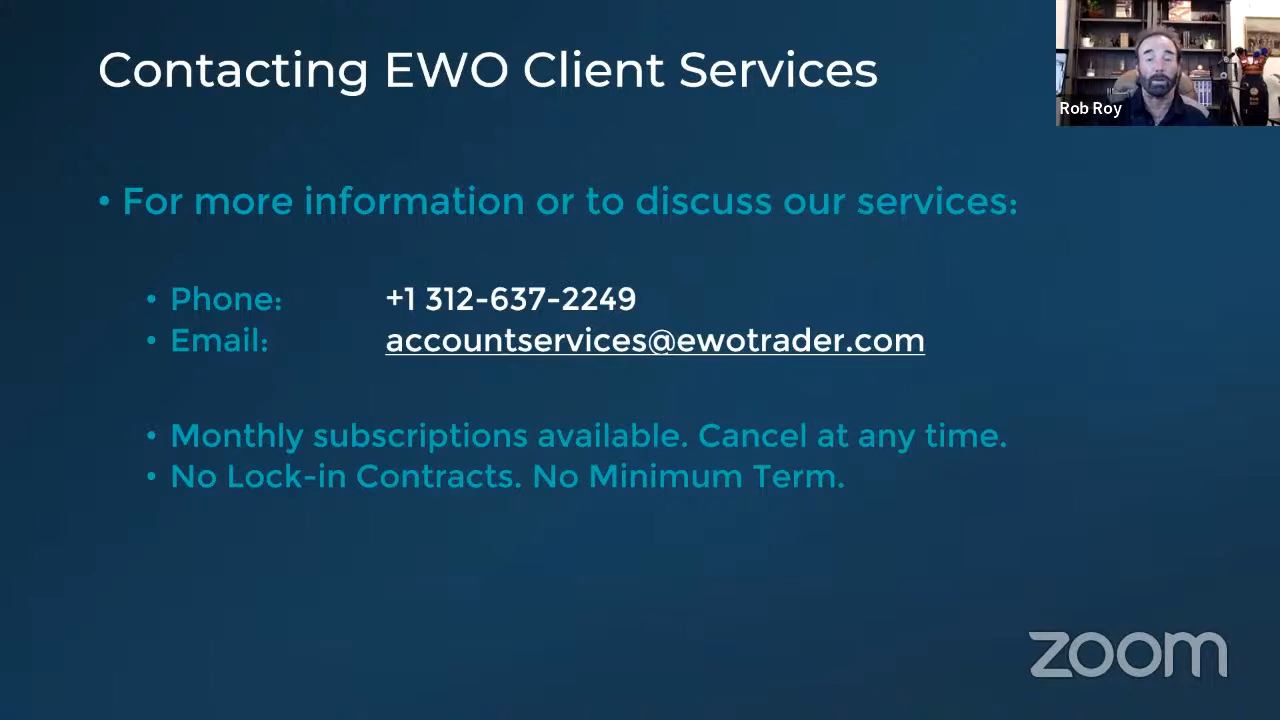 Contacting EWO Client Services
Rob Roy
• For more information or to discuss our services:
• Phone: +1 312-637-2249
• Email: accountservices@ewotrader.com
• Monthly subscriptions available. Cancel at any time.
• No Lock-in Contracts. No Minimum Term.
zoom